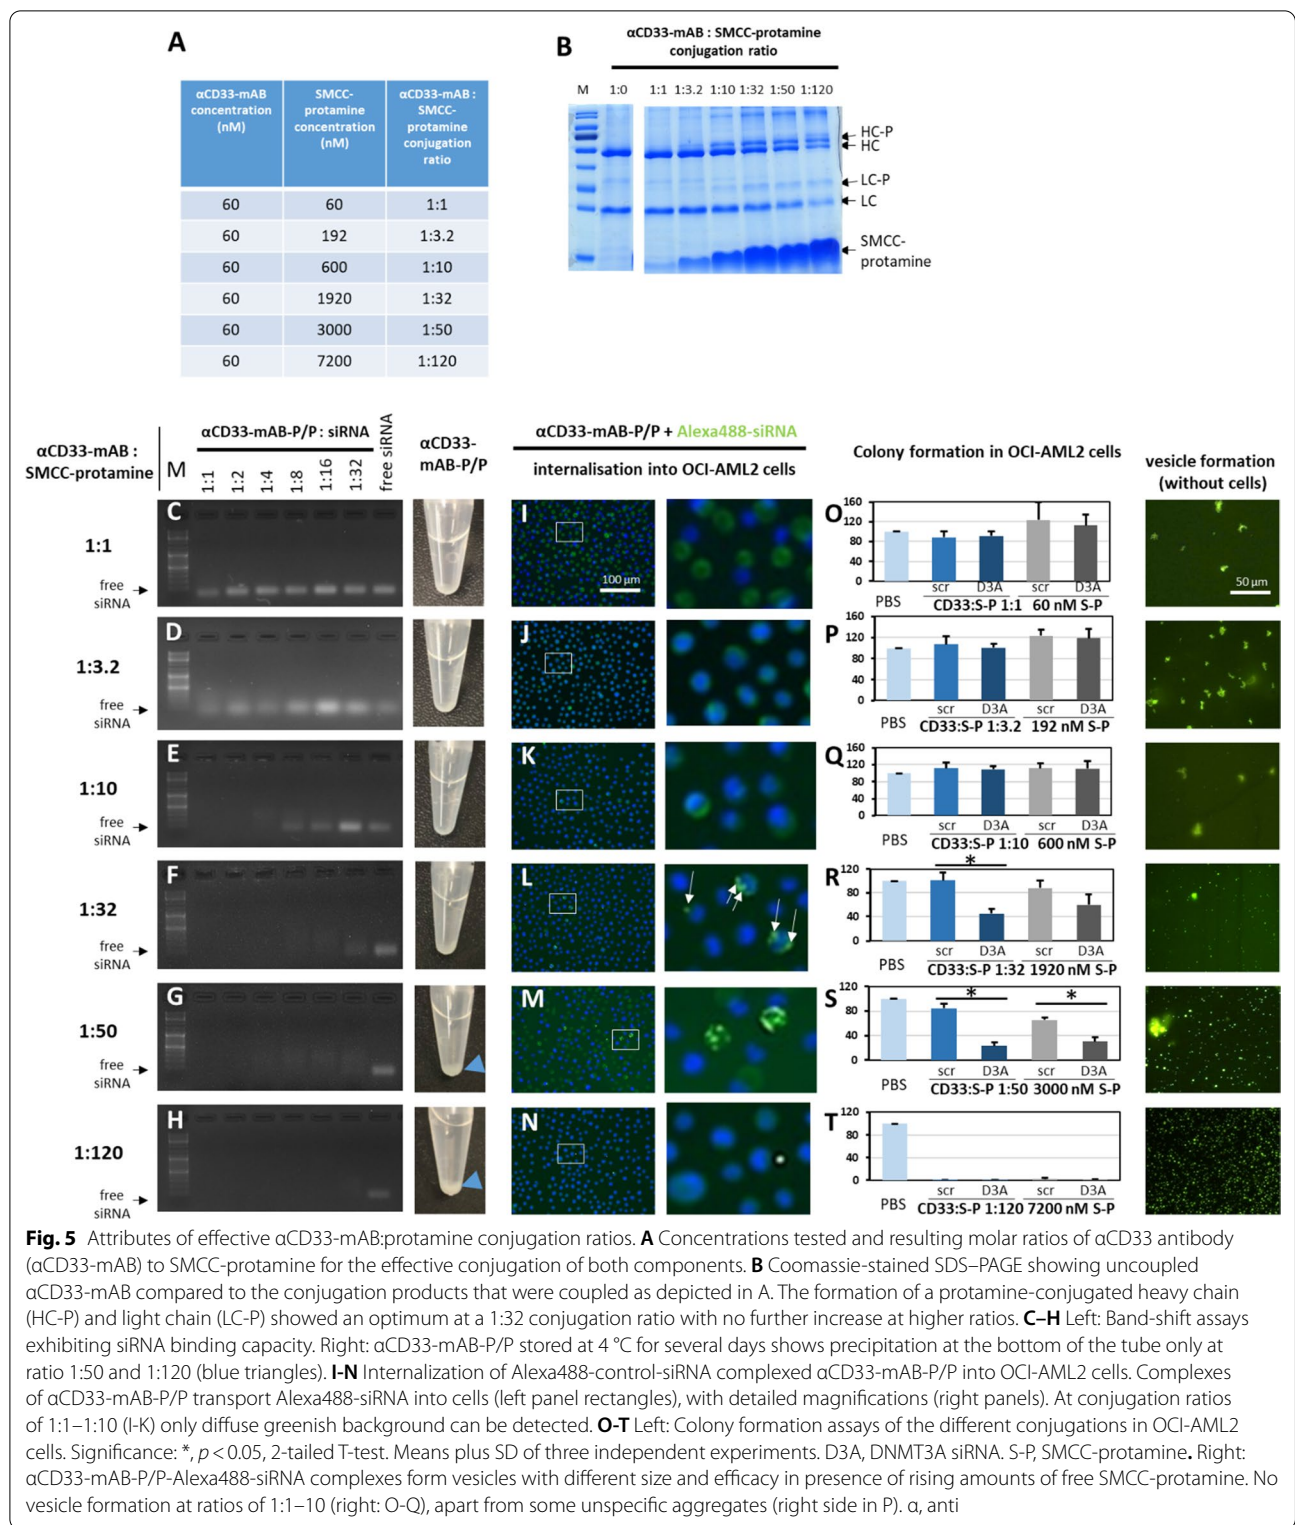 A
αCD33-mAB concentration (nM)
SMCC-protamine concentration (nM)
αCD33-mAB : SMCC-protamine conjugation ratio
60 60 1:1
60 192 1:3.2
60 600 1:10
60 1920 1:32
60 3000 1:50
60 7200 1:120
B
αCD33-mAB : SMCC-protamine
conjugation ratio
M 1:0 1:1 1:3.2 1:10 1:32 1:50 1:120
HC-P
HC
LC-P
LC
SMCC-
protamine
αCD33-mAB :
SMCC-protamine
M
αCD33-mAB-P/P : siRNA
1:1 1:2 1:4 1:8 1:16 1:32 free siRNA
αCD33-
mAB-P/P
αCD33-mAB-P/P + Alexa488-siRNA
internalisation into OCI-AML2 cells
Colony formation in OCI-AML2 cells
vesicle formation
(without cells)
1:1
free
siRNA
C
I
100 µm
O
160
120
80
40
0
PBS
scr D3A scr D3A
CD33:S-P 1:1 60 nM S-P
50 µm
1:3.2
free
siRNA
D
J
P
160
120
80
40
0
PBS
scr D3A scr D3A
CD33:S-P 1:3.2 192 nM S-P
1:10
free
siRNA
E
K
Q
160
120
80
40
0
PBS
scr D3A scr D3A
CD33:S-P 1:10 600 nM S-P
1:32
free
siRNA
F
L
R
120
80
40
0
*
PBS
scr D3A scr D3A
CD33:S-P 1:32 1920 nM S-P
1:50
free
siRNA
G
M
S
120
80
40
0
* *
PBS
scr D3A scr D3A
CD33:S-P 1:50 3000 nM S-P
1:120
free
siRNA
H
N
T
120
80
40
0
PBS
scr D3A scr D3A
CD33:S-P 1:120 7200 nM S-P
Fig. 5 Attributes of effective αCD33-mAB:protamine conjugation ratios. A Concentrations tested and resulting molar ratios of αCD33 antibody
(αCD33-mAB) to SMCC-protamine for the effective conjugation of both components. B Coomassie-stained SDS–PAGE showing uncoupled
αCD33-mAB compared to the conjugation products that were coupled as depicted in A. The formation of a protamine-conjugated heavy chain
(HC-P) and light chain (LC-P) showed an optimum at a 1:32 conjugation ratio with no further increase at higher ratios. C–H Left: Band-shift assays
exhibiting siRNA binding capacity. Right: αCD33-mAB-P/P stored at 4 °C for several days shows precipitation at the bottom of the tube only at
ratio 1:50 and 1:120 (blue triangles). I-N Internalization of Alexa488-control-siRNA complexed αCD33-mAB-P/P into OCI-AML2 cells. Complexes
of αCD33-mAB-P/P transport Alexa488-siRNA into cells (left panel rectangles), with detailed magnifications (right panels). At conjugation ratios
of 1:1–1:10 (I-K) only diffuse greenish background can be detected. O-T Left: Colony formation assays of the different conjugations in OCI-AML2
cells. Significance: *, p < 0.05, 2-tailed T-test. Means plus SD of three independent experiments. D3A, DNMT3A siRNA. S-P, SMCC-protamine. Right:
αCD33-mAB-P/P-Alexa488-siRNA complexes form vesicles with different size and efficacy in presence of rising amounts of free SMCC-protamine. No
vesicle formation at ratios of 1:1–10 (right: O-Q), apart from some unspecific aggregates (right side in P). α, anti